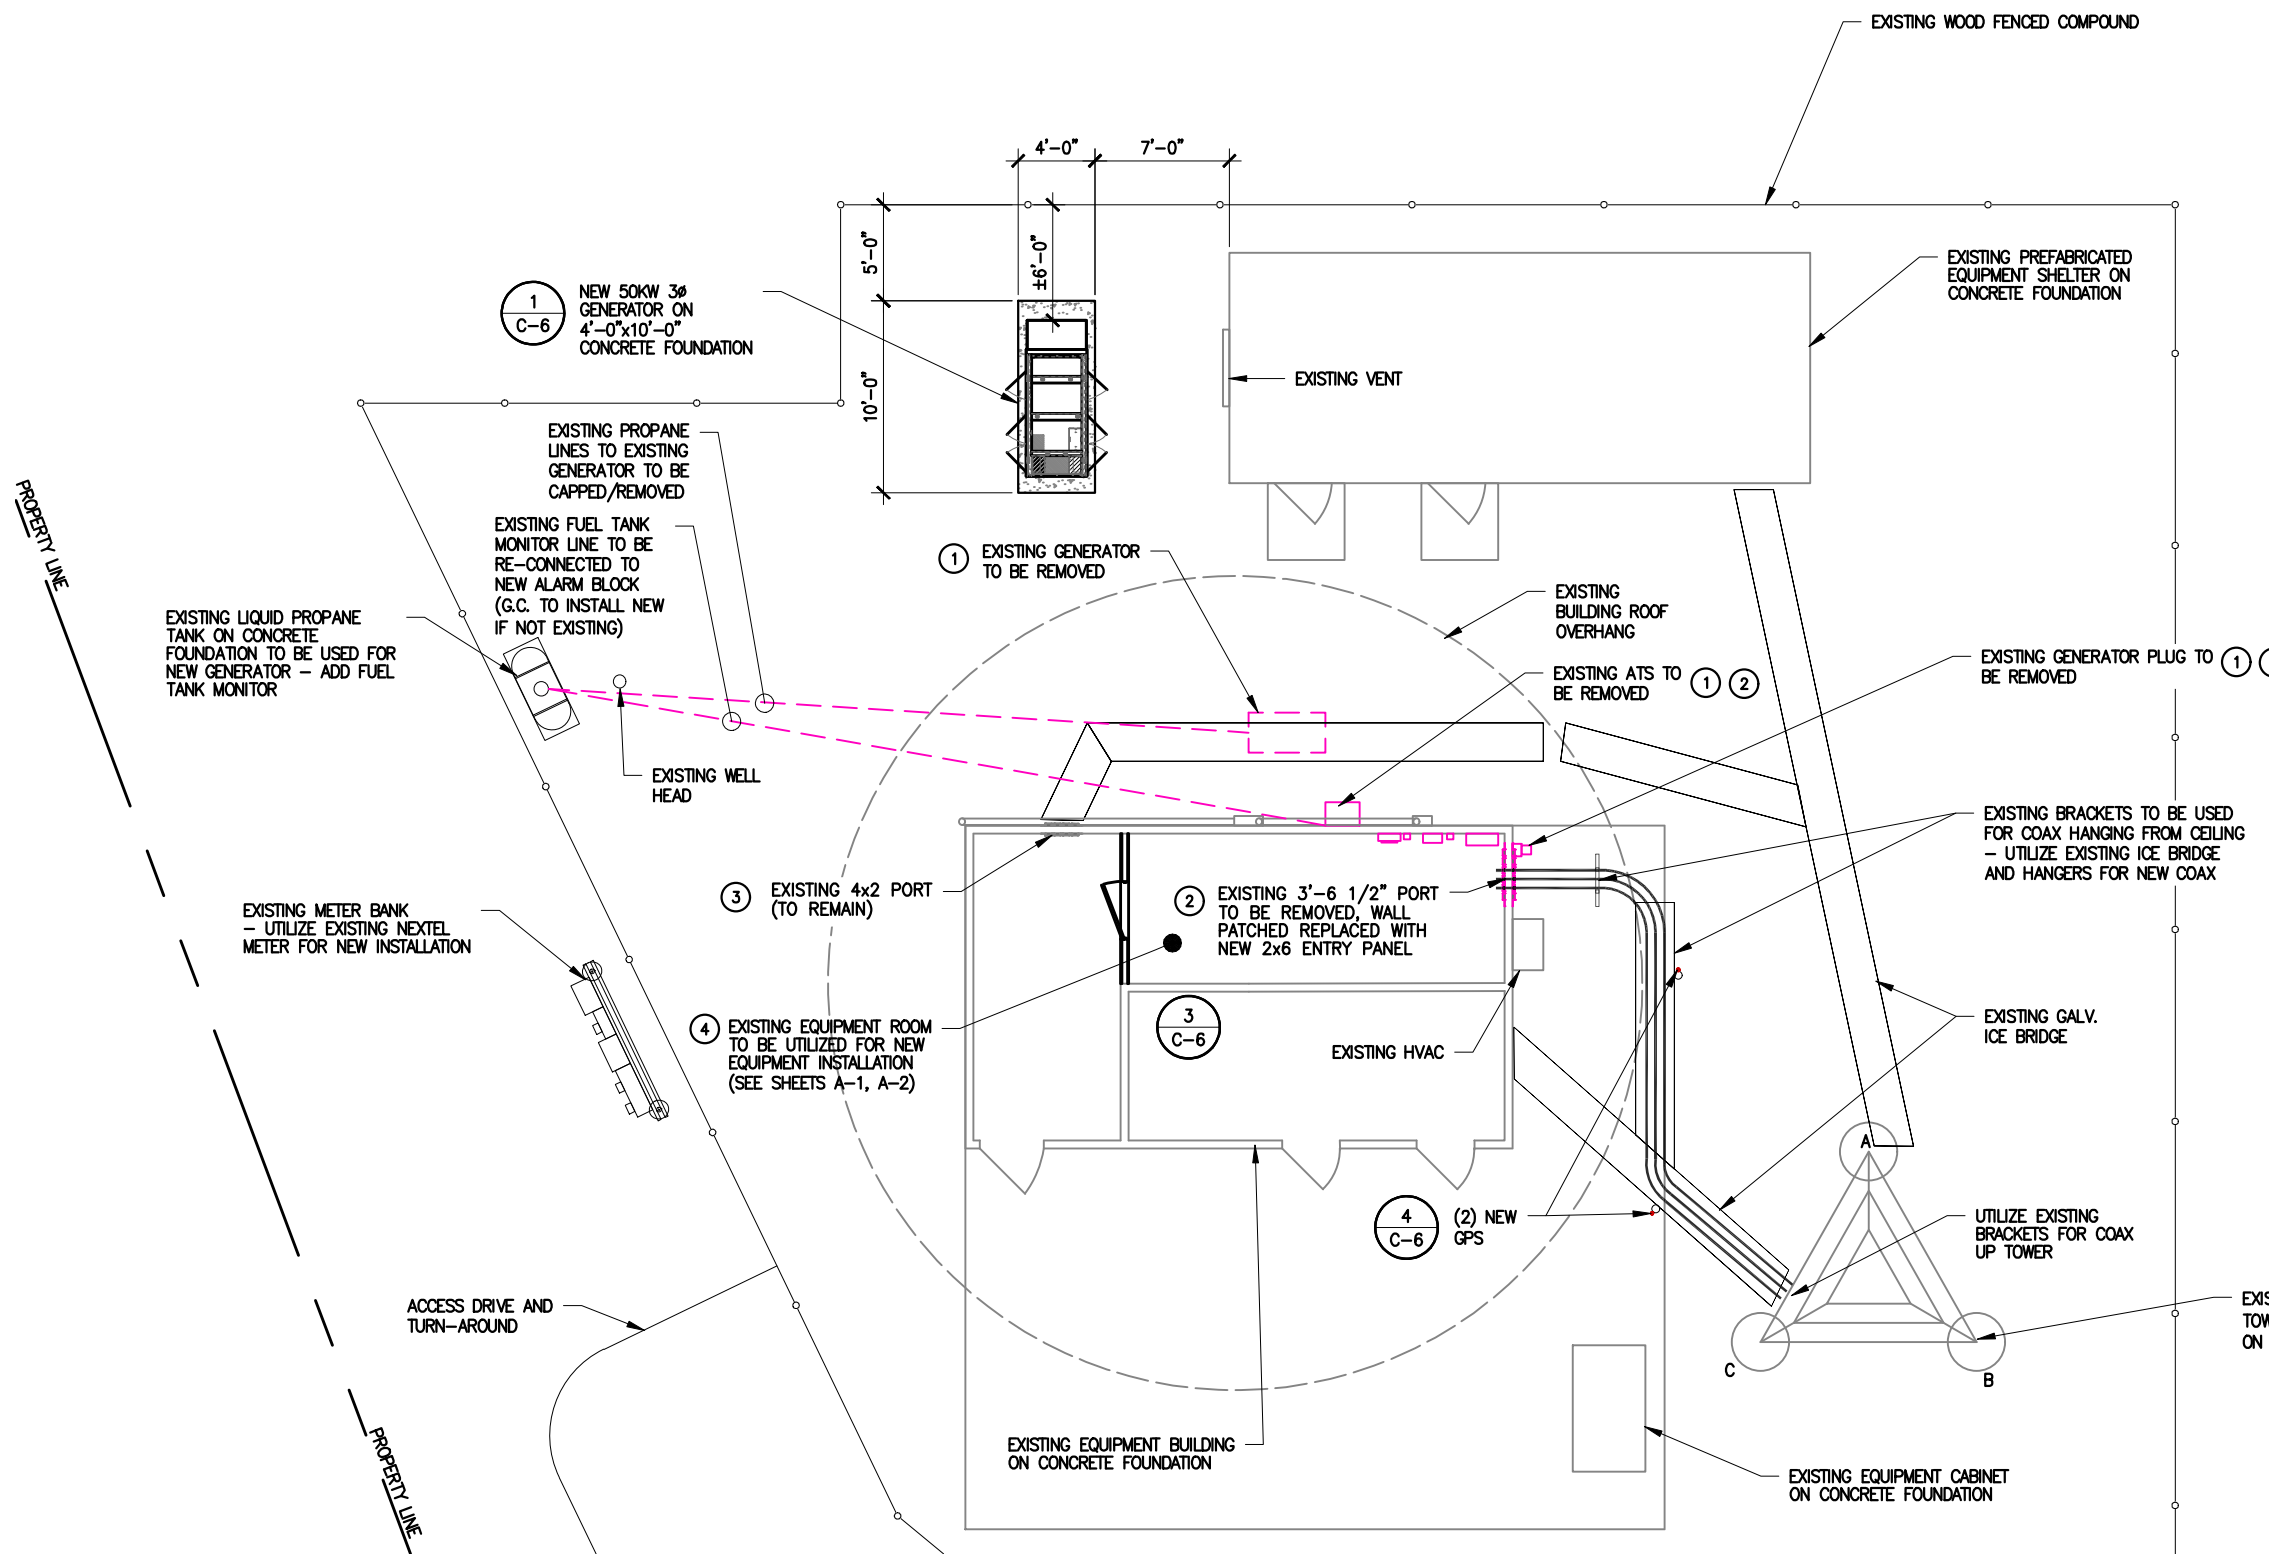 EXISTING WOOD FENCED COMPOUND
4'-0"
7'-0"
5'-0"
±6'-0"
10'-0"
1
C-6
NEW 50KW 3ø
GENERATOR ON
4'-0"x10'-0"
CONCRETE FOUNDATION
EXISTING PREFABRICATED
EQUIPMENT SHELTER ON
CONCRETE FOUNDATION
EXISTING VENT
EXISTING PROPANE
LINES TO EXISTING
GENERATOR TO BE
CAPPED/REMOVED
PROPERTY LINE
EXISTING FUEL TANK
MONITOR LINE TO BE
RE-CONNECTED TO
NEW ALARM BLOCK
(G.C. TO INSTALL NEW
IF NOT EXISTING)
1
EXISTING GENERATOR
TO BE REMOVED
EXISTING
BUILDING ROOF
OVERHANG
EXISTING LIQUID PROPANE
TANK ON CONCRETE
FOUNDATION TO BE USED FOR
NEW GENERATOR - ADD FUEL
TANK MONITOR
EXISTING ATS TO
BE REMOVED
1 2
EXISTING GENERATOR PLUG TO
BE REMOVED
1
EXISTING WELL
HEAD
EXISTING BRACKETS TO BE USED
FOR COAX HANGING FROM CEILING
- UTILIZE EXISTING ICE BRIDGE
AND HANGERS FOR NEW COAX
3
EXISTING 4x2 PORT
(TO REMAIN)
2
EXISTING 3'-6 1/2" PORT
TO BE REMOVED, WALL
PATCHED REPLACED WITH
NEW 2x6 ENTRY PANEL
EXISTING METER BANK
- UTILIZE EXISTING NEXTEL
METER FOR NEW INSTALLATION
4
EXISTING EQUIPMENT ROOM
TO BE UTILIZED FOR NEW
EQUIPMENT INSTALLATION
(SEE SHEETS A-1, A-2)
3
C-6
EXISTING HVAC
EXISTING GALV.
ICE BRIDGE
A
4
C-6
(2) NEW
GPS
UTILIZE EXISTING
BRACKETS FOR COAX
UP TOWER
ACCESS DRIVE AND
TURN-AROUND
EXIS
TOW
ON
C
B
PROPERTY LINE
EXISTING EQUIPMENT BUILDING
ON CONCRETE FOUNDATION
EXISTING EQUIPMENT CABINET
ON CONCRETE FOUNDATION